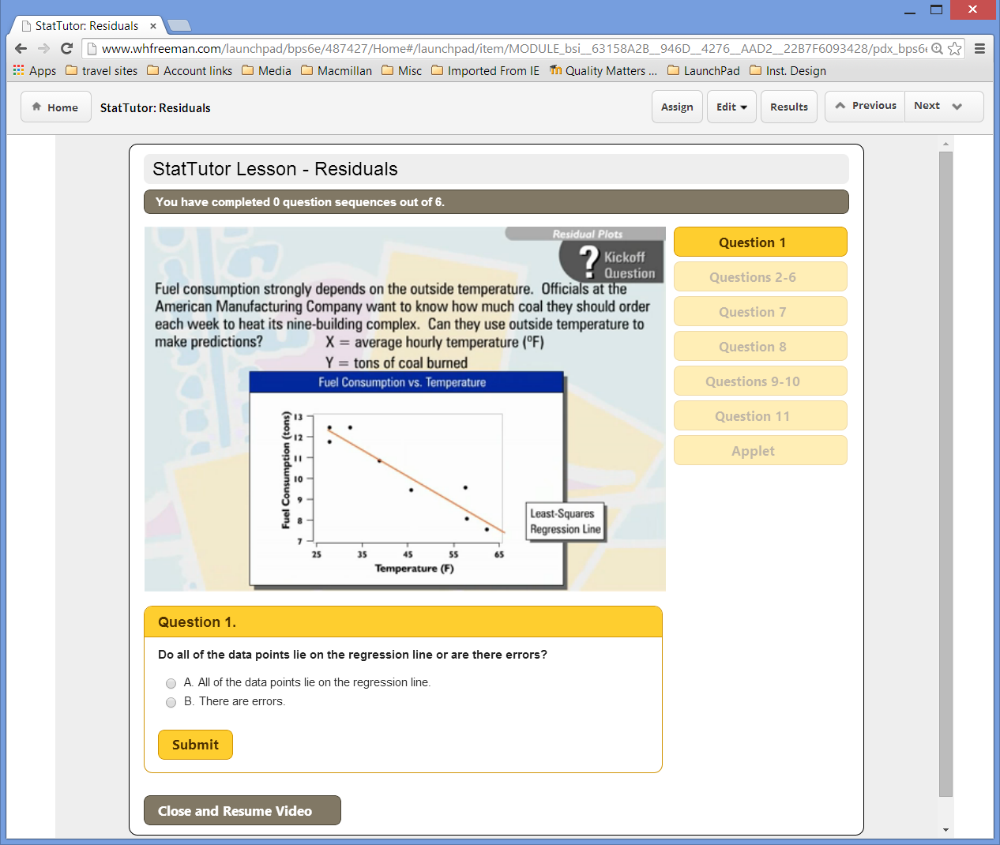 StatTutor: Residuals
www.whfreeman.com/launchpad/bps6e/487427/Home#/launchpad/item/MODULE_bsi__63158A2B__946D__4276__AAD2__22B7F6093428/pdx_bps6e
Apps travel sites Account links Media Macmillan Misc Imported From IE Quality Matters ... LaunchPad Inst. Design
Home StatTutor: Residuals Assign Edit Results Previous Next
StatTutor Lesson - Residuals
You have completed 0 question sequences out of 6.
Residual Plots
? Kickoff
Question
Fuel consumption strongly depends on the outside temperature. Officials at the
American Manufacturing Company want to know how much coal they should order
each week to heat its nine-building complex. Can they use outside temperature to
make predictions? X = average hourly temperature (ºF)
Y = tons of coal burned
Fuel Consumption vs. Temperature
Fuel Consumption (tons)
13
12
11
10
9
8
7
25 35 45 55 65
Temperature (F)
Least-Squares
Regression Line
Question 1
Questions 2-6
Question 7
Question 8
Questions 9-10
Question 11
Applet
Question 1.
Do all of the data points lie on the regression line or are there errors?
A. All of the data points lie on the regression line.
B. There are errors.
Submit
Close and Resume Video